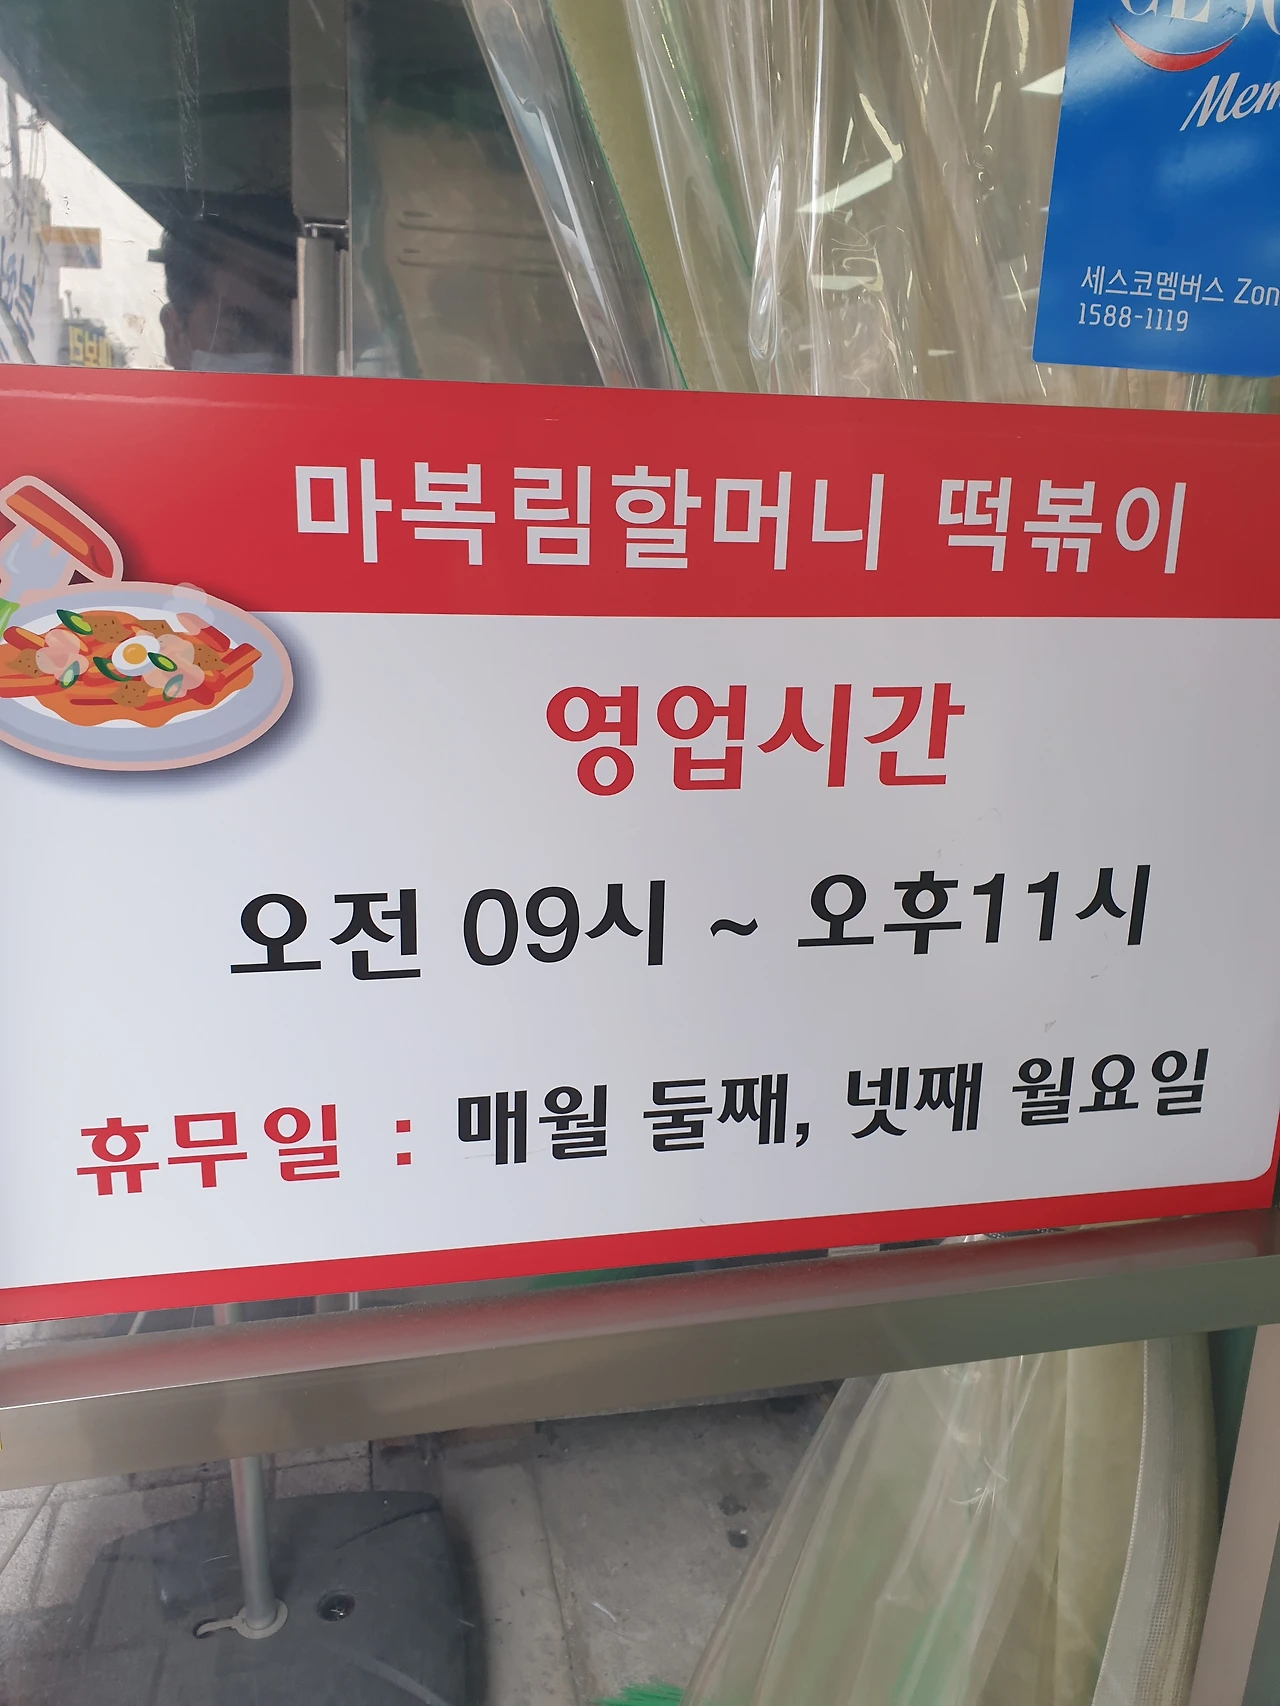 Mem
세스코멤버스 Zon
1588-1119
마복림할머니 떡볶이
영업시간
오전 09시 ~ 오후11시
휴무일 : 매월 둘째, 넷째 월요일